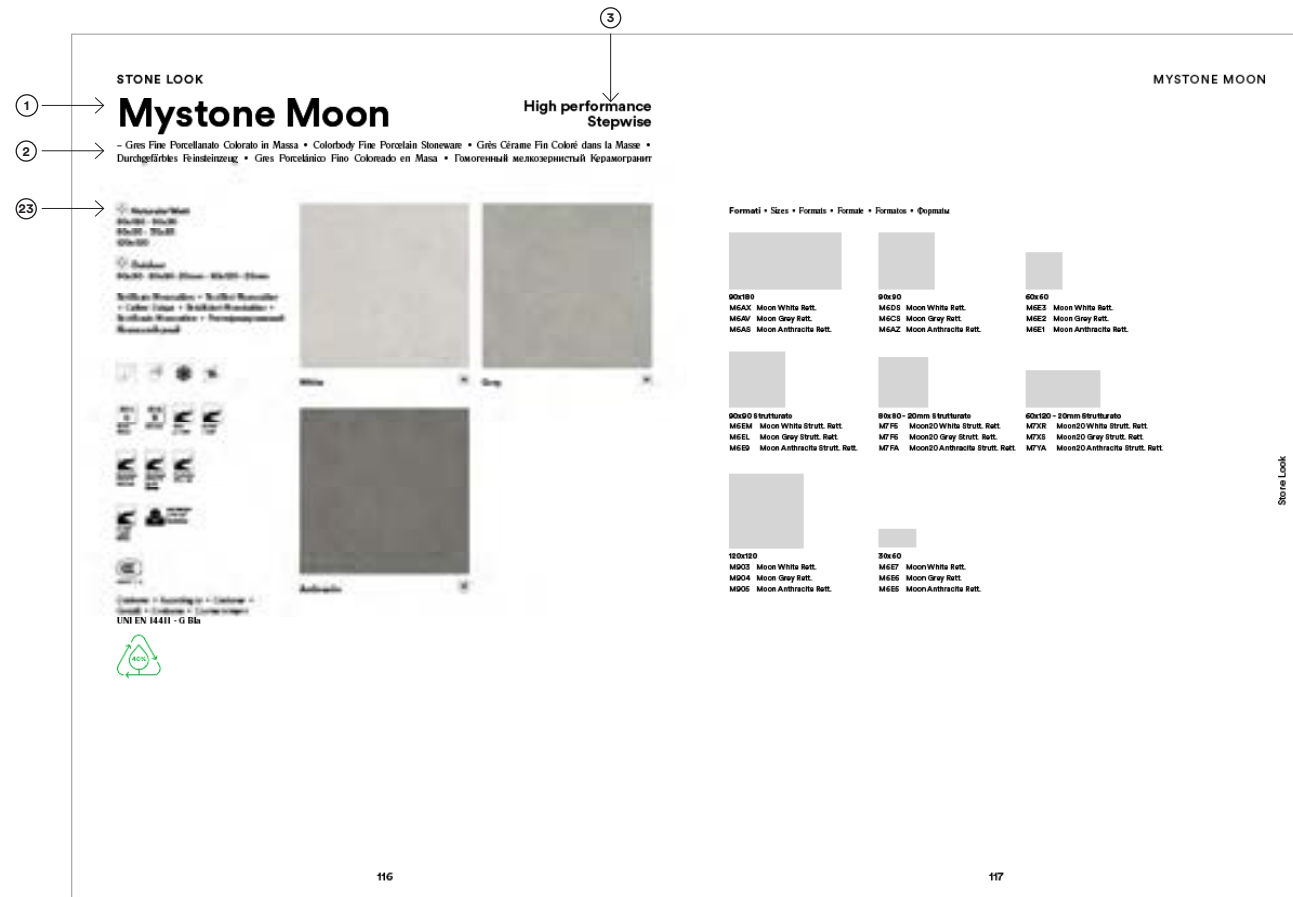 3
STONE LOOK
MYSTONE MOON
1
Mystone Moon
High performance
Stepwise
2
– Gres Fine Porcellanato Colorato in Massa • Colorbody Fine Porcelain Stoneware • Grès Cérame Fin Coloré dans la Masse •
Durchgefärbtes Feinsteinzeug • Gres Porcelánico Fino Coloreado en Masa • Гомогенный мелкозернистый Керамогранит
23
White
Grey
Anthracite
UNI EN 14411 - G BIa
40%
116
Formati • Sizes • Formats • Formate • Formatos • Форматы
90x180
M6AX Moon White Rett.
M6AV Moon Grey Rett.
M6AS Moon Anthracite Rett.
90x90
M6DS Moon White Rett.
M6CS Moon Grey Rett.
M6AZ Moon Anthracite Rett.
60x60
M6E3 Moon White Rett.
M6E2 Moon Grey Rett.
M6E1 Moon Anthracite Rett.
90x90 Strutturato
M6EM Moon White Strutt. Rett.
M6EL Moon Grey Strutt. Rett.
M6E9 Moon Anthracite Strutt. Rett.
80x80 - 20mm Strutturato
M7F5 Moon20 White Strutt. Rett.
M7F6 Moon20 Grey Strutt. Rett.
M7FA Moon20 Anthracite Strutt. Rett.
60x120 - 20mm Strutturato
M7XR Moon20 White Strutt. Rett.
M7XS Moon20 Grey Strutt. Rett.
M7YA Moon20 Anthracite Strutt. Rett.
120x120
M903 Moon White Rett.
M904 Moon Grey Rett.
M905 Moon Anthracite Rett.
30x60
M6E7 Moon White Rett.
M6E6 Moon Grey Rett.
M6E5 Moon Anthracite Rett.
Stone Look
117